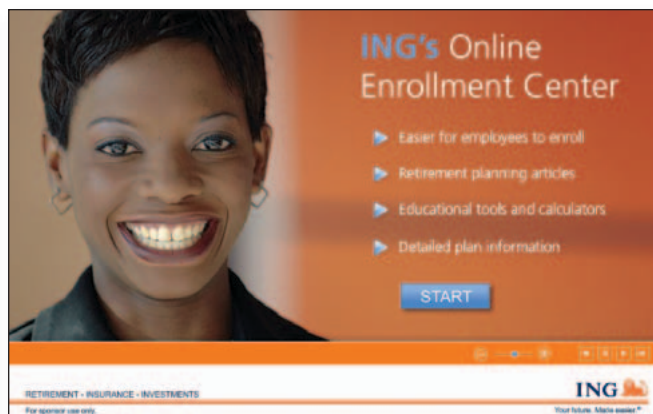 ING's Online
Enrollment Center
Easier for employees to enroll
Retirement planning articles
Educational tools and calculators
Detailed plan information
START
RETIREMENT - INSURANCE - INVESTMENTS
ING
For sponsor use only.
Your future. Made easier.®